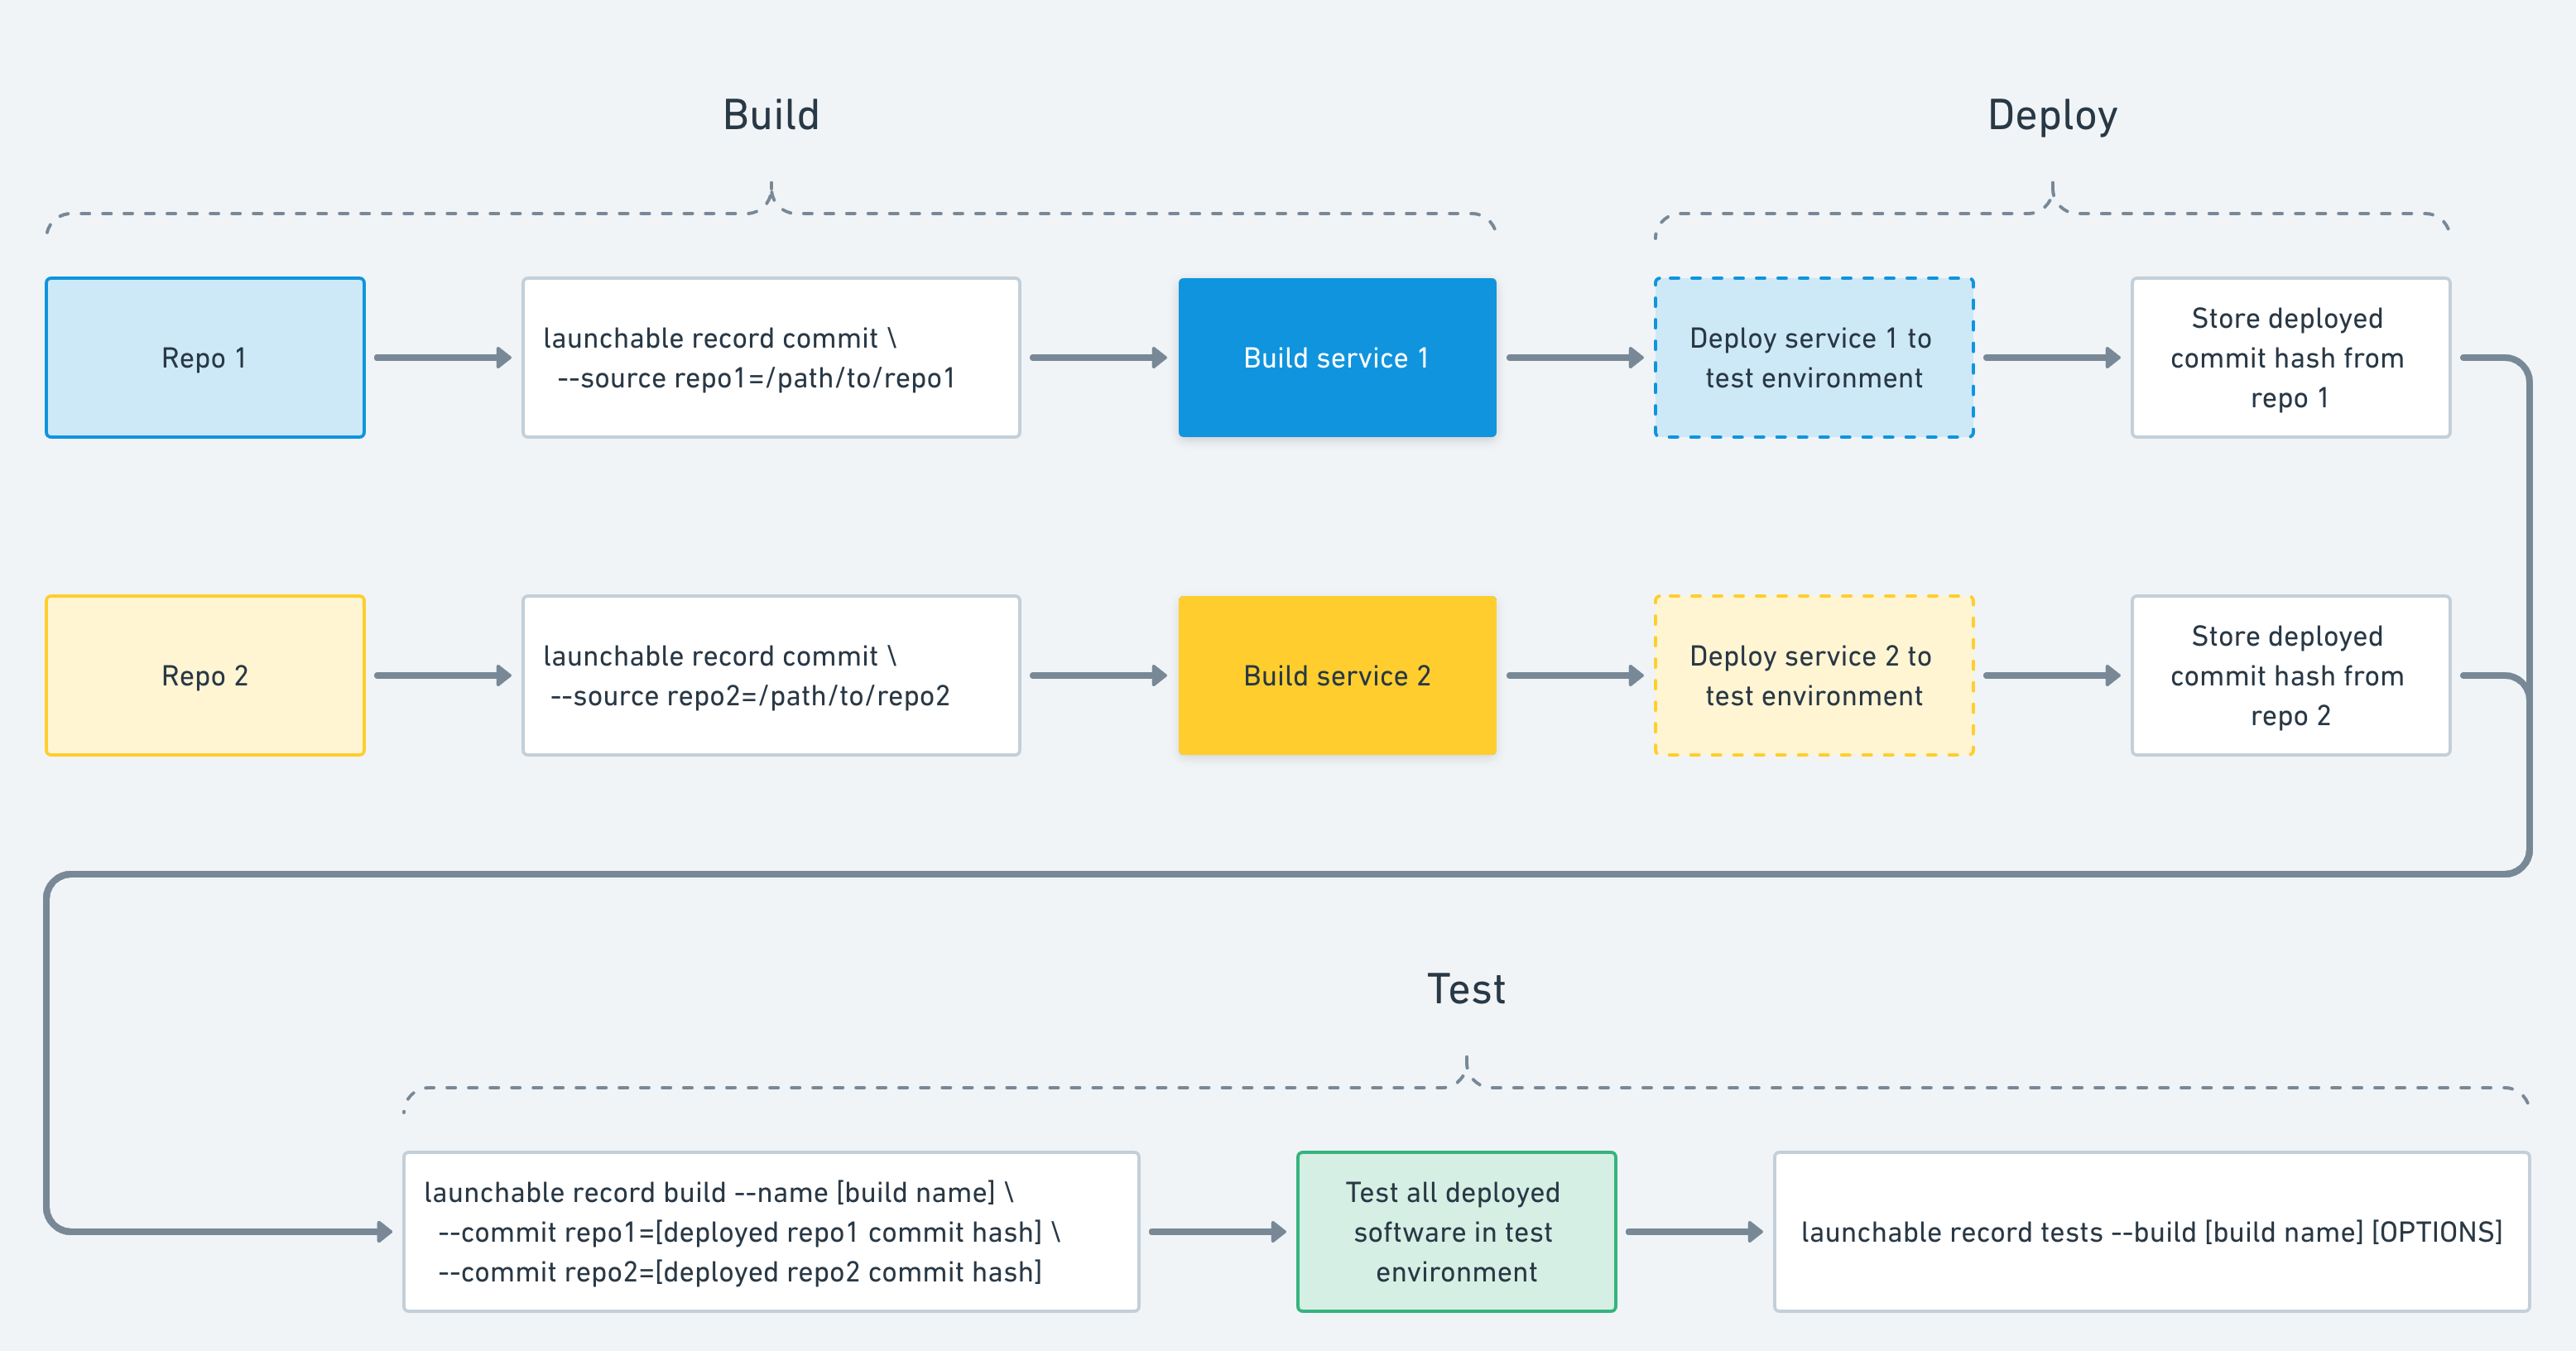 Build
Deploy
Repo 1
launchable record commit \
--source repo1=/path/to/repo1
Build service 1
Deploy service 1 to
test environment
Store deployed
commit hash from
repo 1
Repo 2
launchable record commit \
--source repo2=/path/to/repo2
Build service 2
Deploy service 2 to
test environment
Store deployed
commit hash from
repo 2
Test
launchable record build --name [build name] \
--commit repo1=[deployed repo1 commit hash] \
--commit repo2=[deployed repo2 commit hash]
Test all deployed
software in test
environment
launchable record tests --build [build name] [OPTIONS]